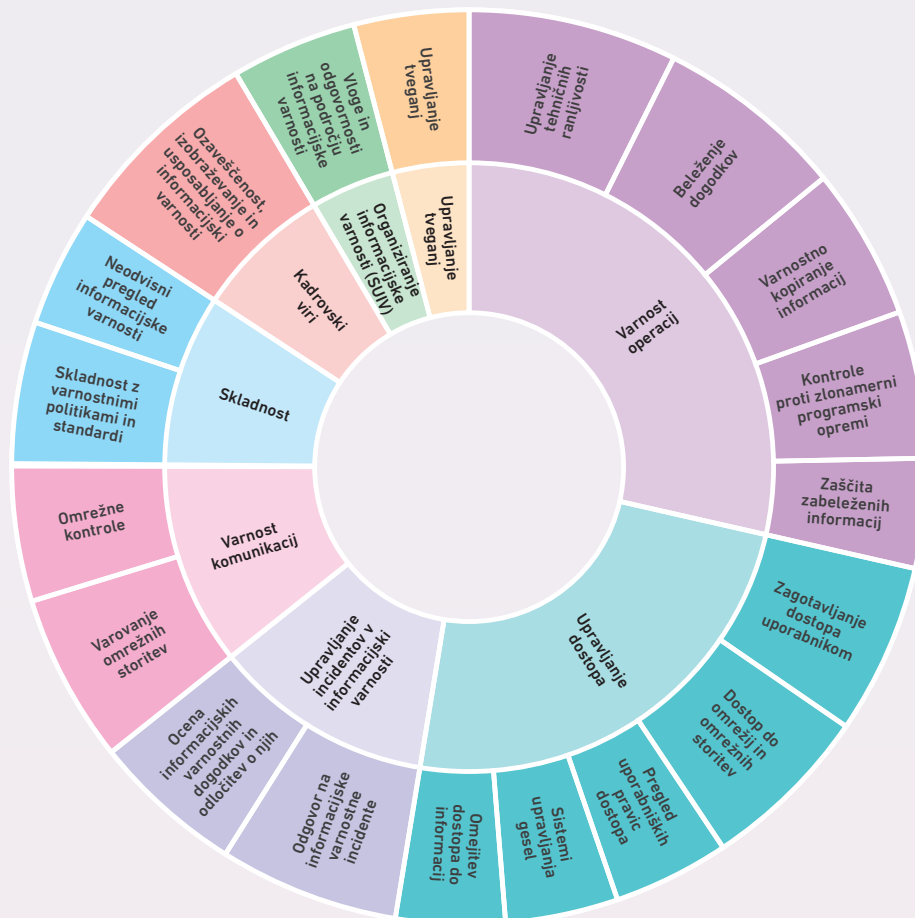 Upravljanje
tehničnih
ranljivosti
Beleženje
dogodkov
Varnostno
kopiranje
informacij
Kontrole
proti zlonamerni
programski
opremi
Zaščita
zabeleženih
informacij
Varnost
operacij
Zagotavljanje
dostopa
uporabnikom
Dostop do
omrežij in
omrežnih
storitev
Pregled
uporabniških
pravic
dostopa
Sistemi
upravljanja
gesel
Omejitev
dostopa do
informacij
Upravljanje
dostopa
Odgovor na
informacijske
varnostne
incidente
Ocena
informacijskih
varnostnih
dogodkov in
odločitev o njih
Upravljanje
incidentov v
informacijski
varnosti
Varovanje
omrežnih
storitev
Omrežne
kontrole
Varnost
komunikacij
Skladnost z
varnostnimi
politikami in
standardi
Neodvisni
pregled
informacijske
varnosti
Skladnost
Ozaveščenost,
izobraževanje in
usposabljanje o
informacijski
varnosti
Kadrovski
viri
Vloge in
odgovornosti
na področju
informacijske
varnosti
Organiziranje
informacijske
varnosti (SUIV)
Upravljanje
tveganj
Upravljanje
tveganj